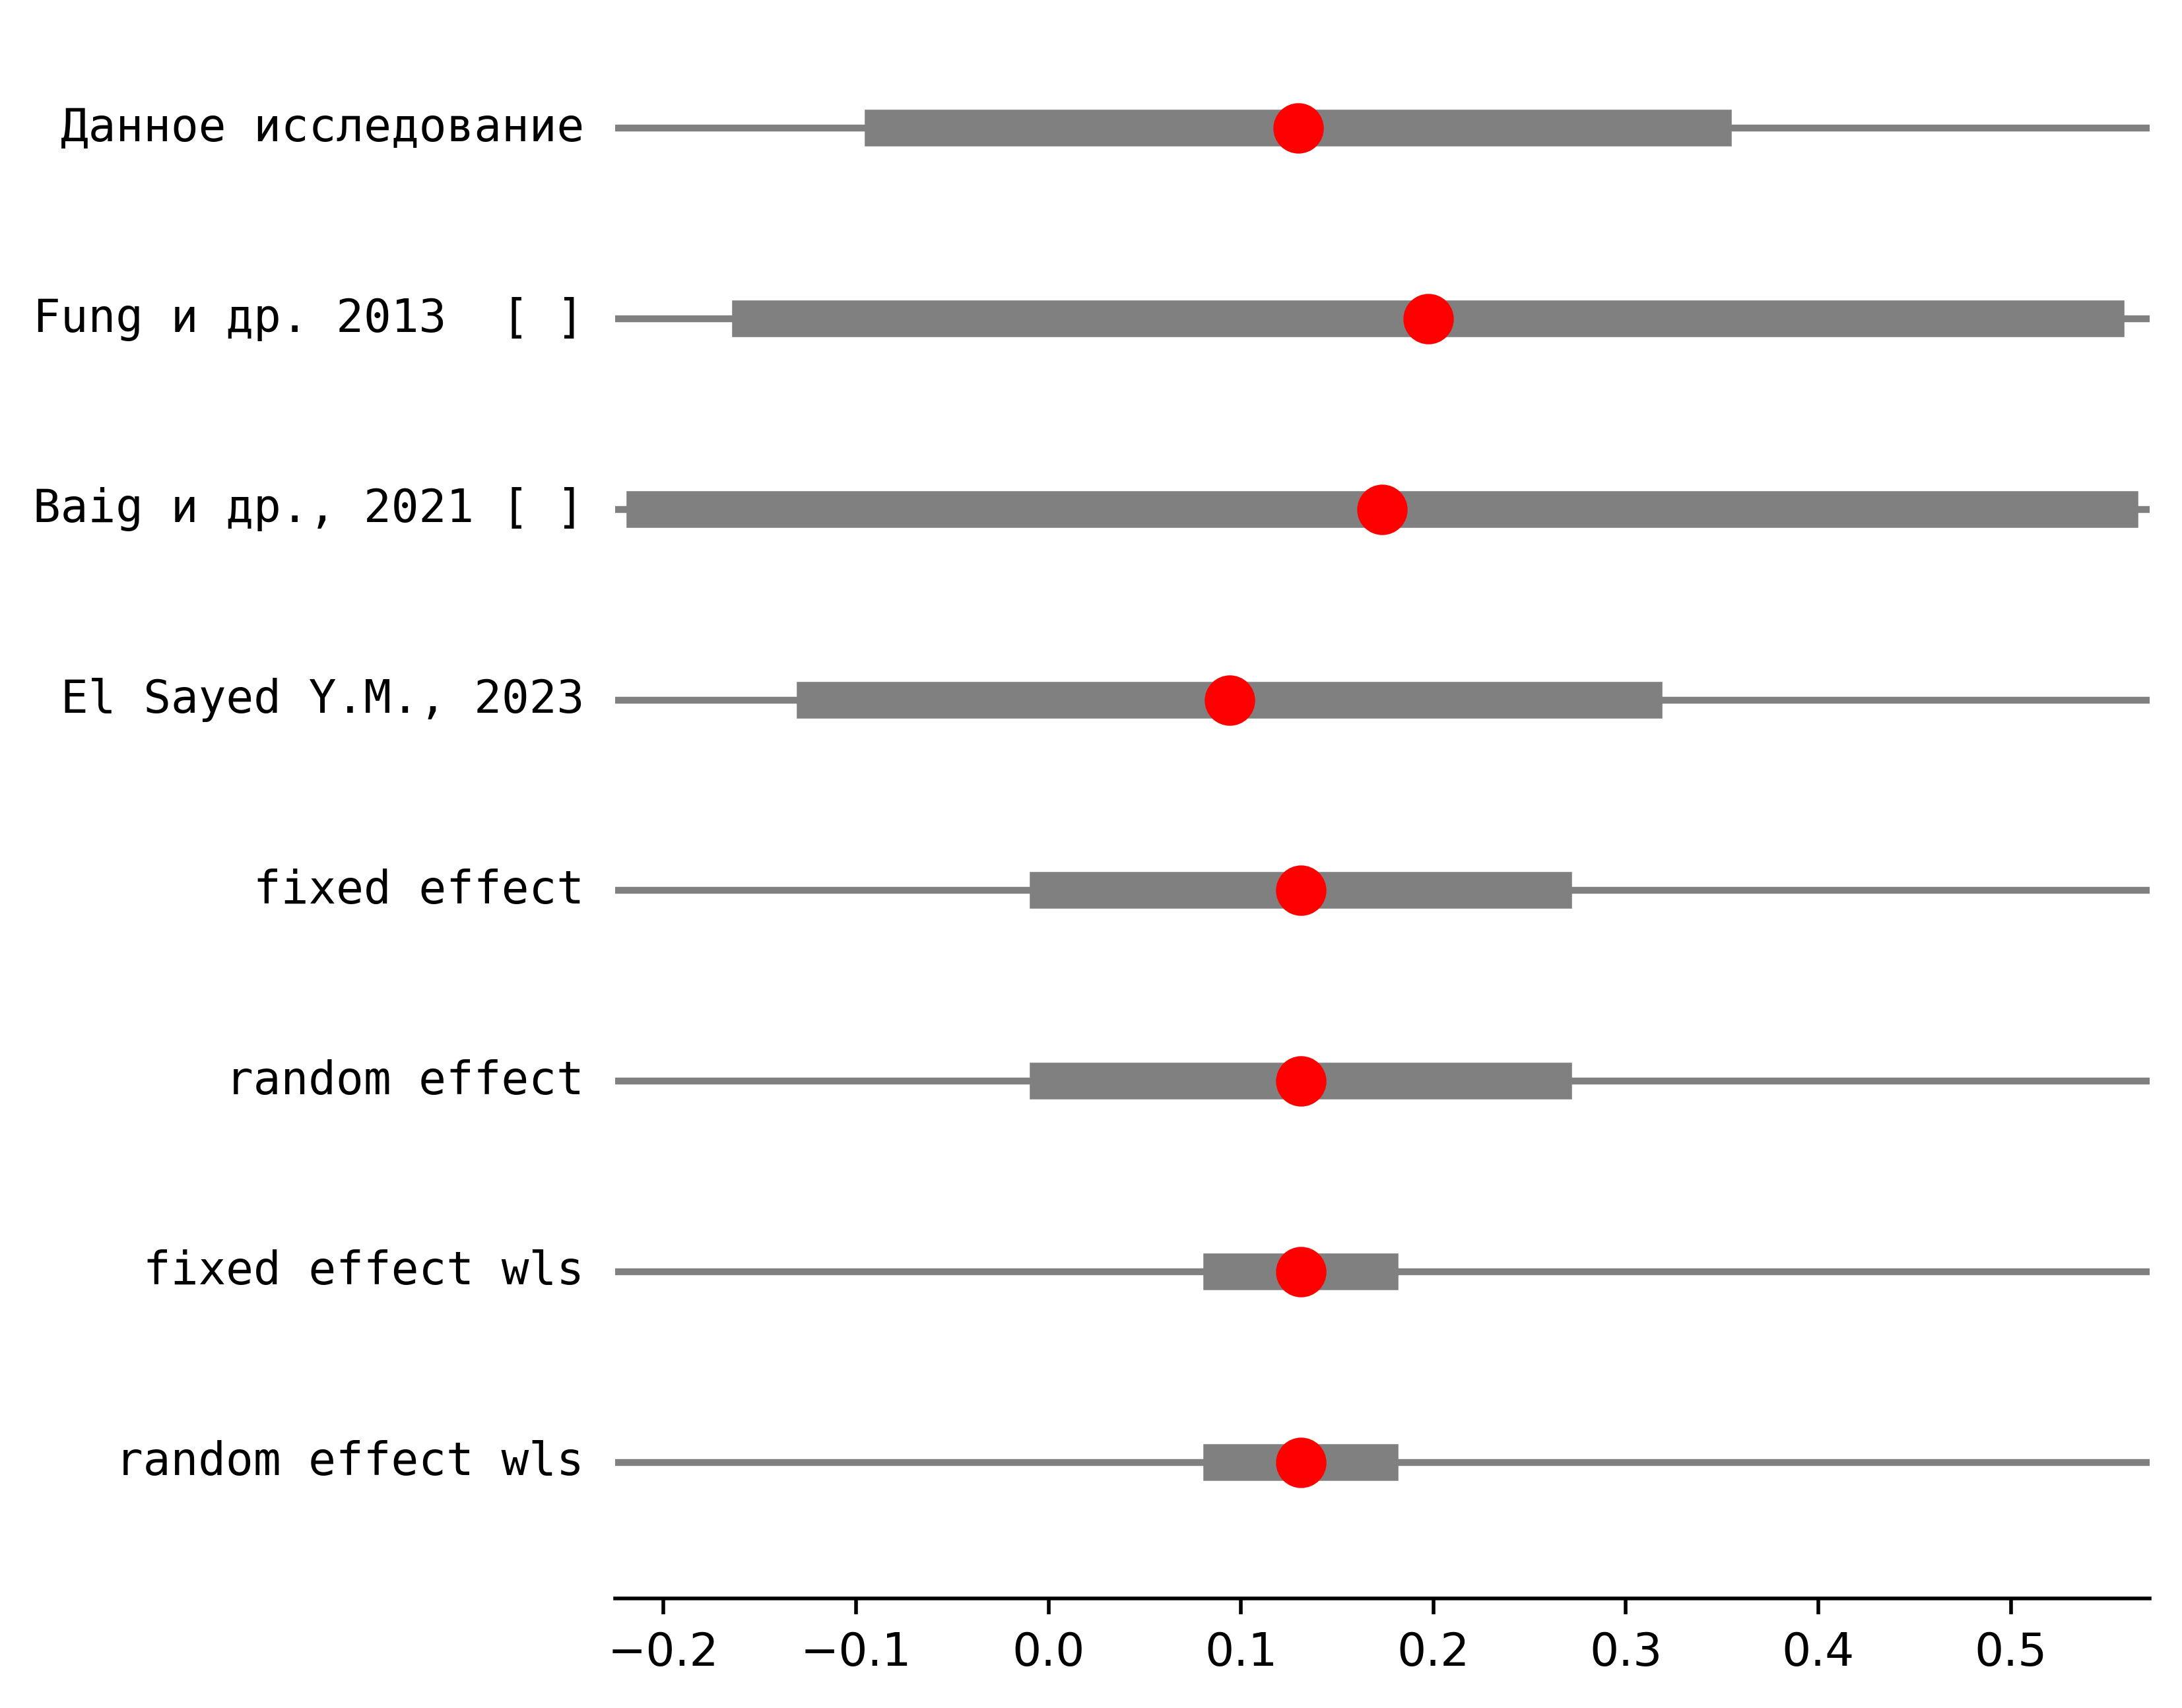 Данное исследование
Fung и др. 2013  [ ]
Baig и др., 2021 [ ]
El Sayed Y.M., 2023
fixed effect
random effect
fixed effect wls
random effect wls
−0.2 −0.1 0.0 0.1 0.2 0.3 0.4 0.5